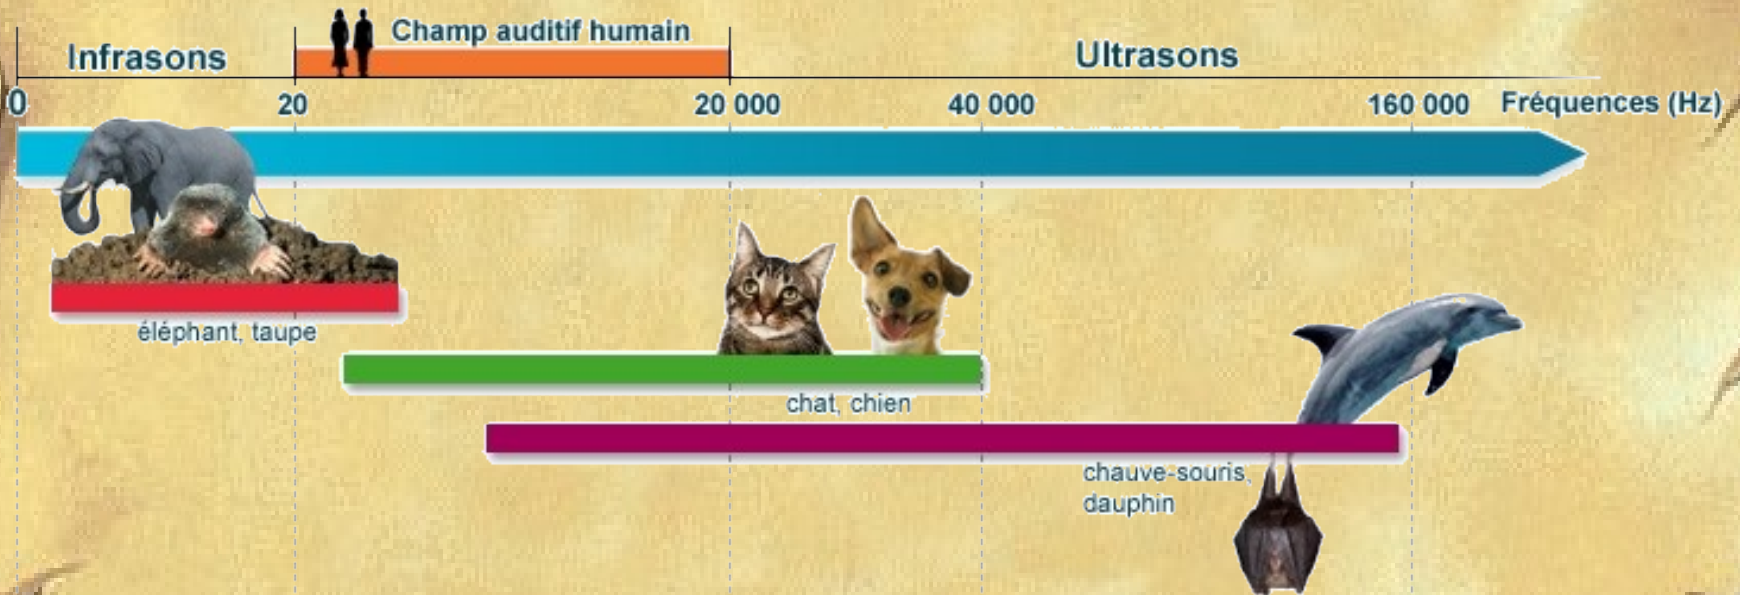 Champ auditif humain
Infrasons
Ultrasons
0
20
20 000
40 000
160 000
Fréquences (Hz)
éléphant, taupe
chat, chien
chauve-souris,
dauphin